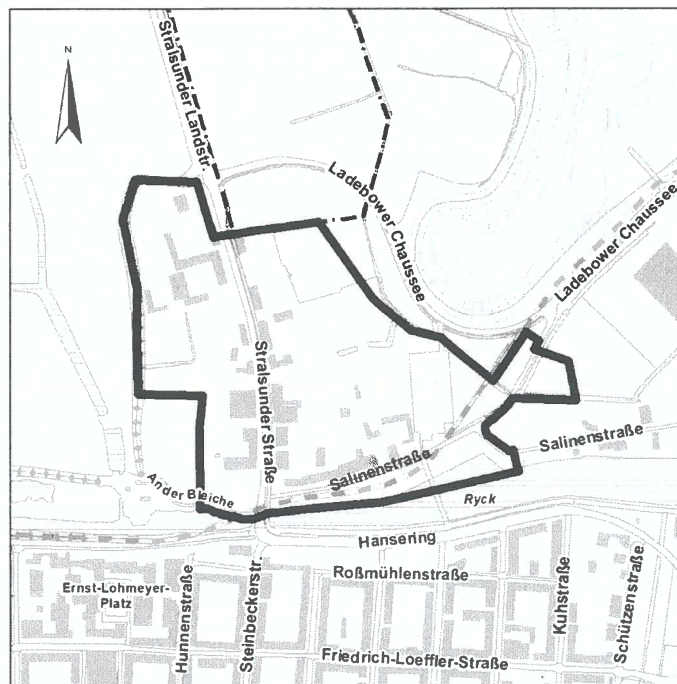 N
Stralsunder Landstr.
Ladebower Chaussee
Ladebower Chaussee
Stralsunder Straße
Salinenstraße
Salinenstraße
An der Bleiche
Ryck
Hansering
Roßmühlenstraße
Ernst-Lohmeyer-
Platz
Hunnenstraße
Steinbeckerstr.
Kuhstraße
Schützenstraße
Friedrich-Loeffler-Straße